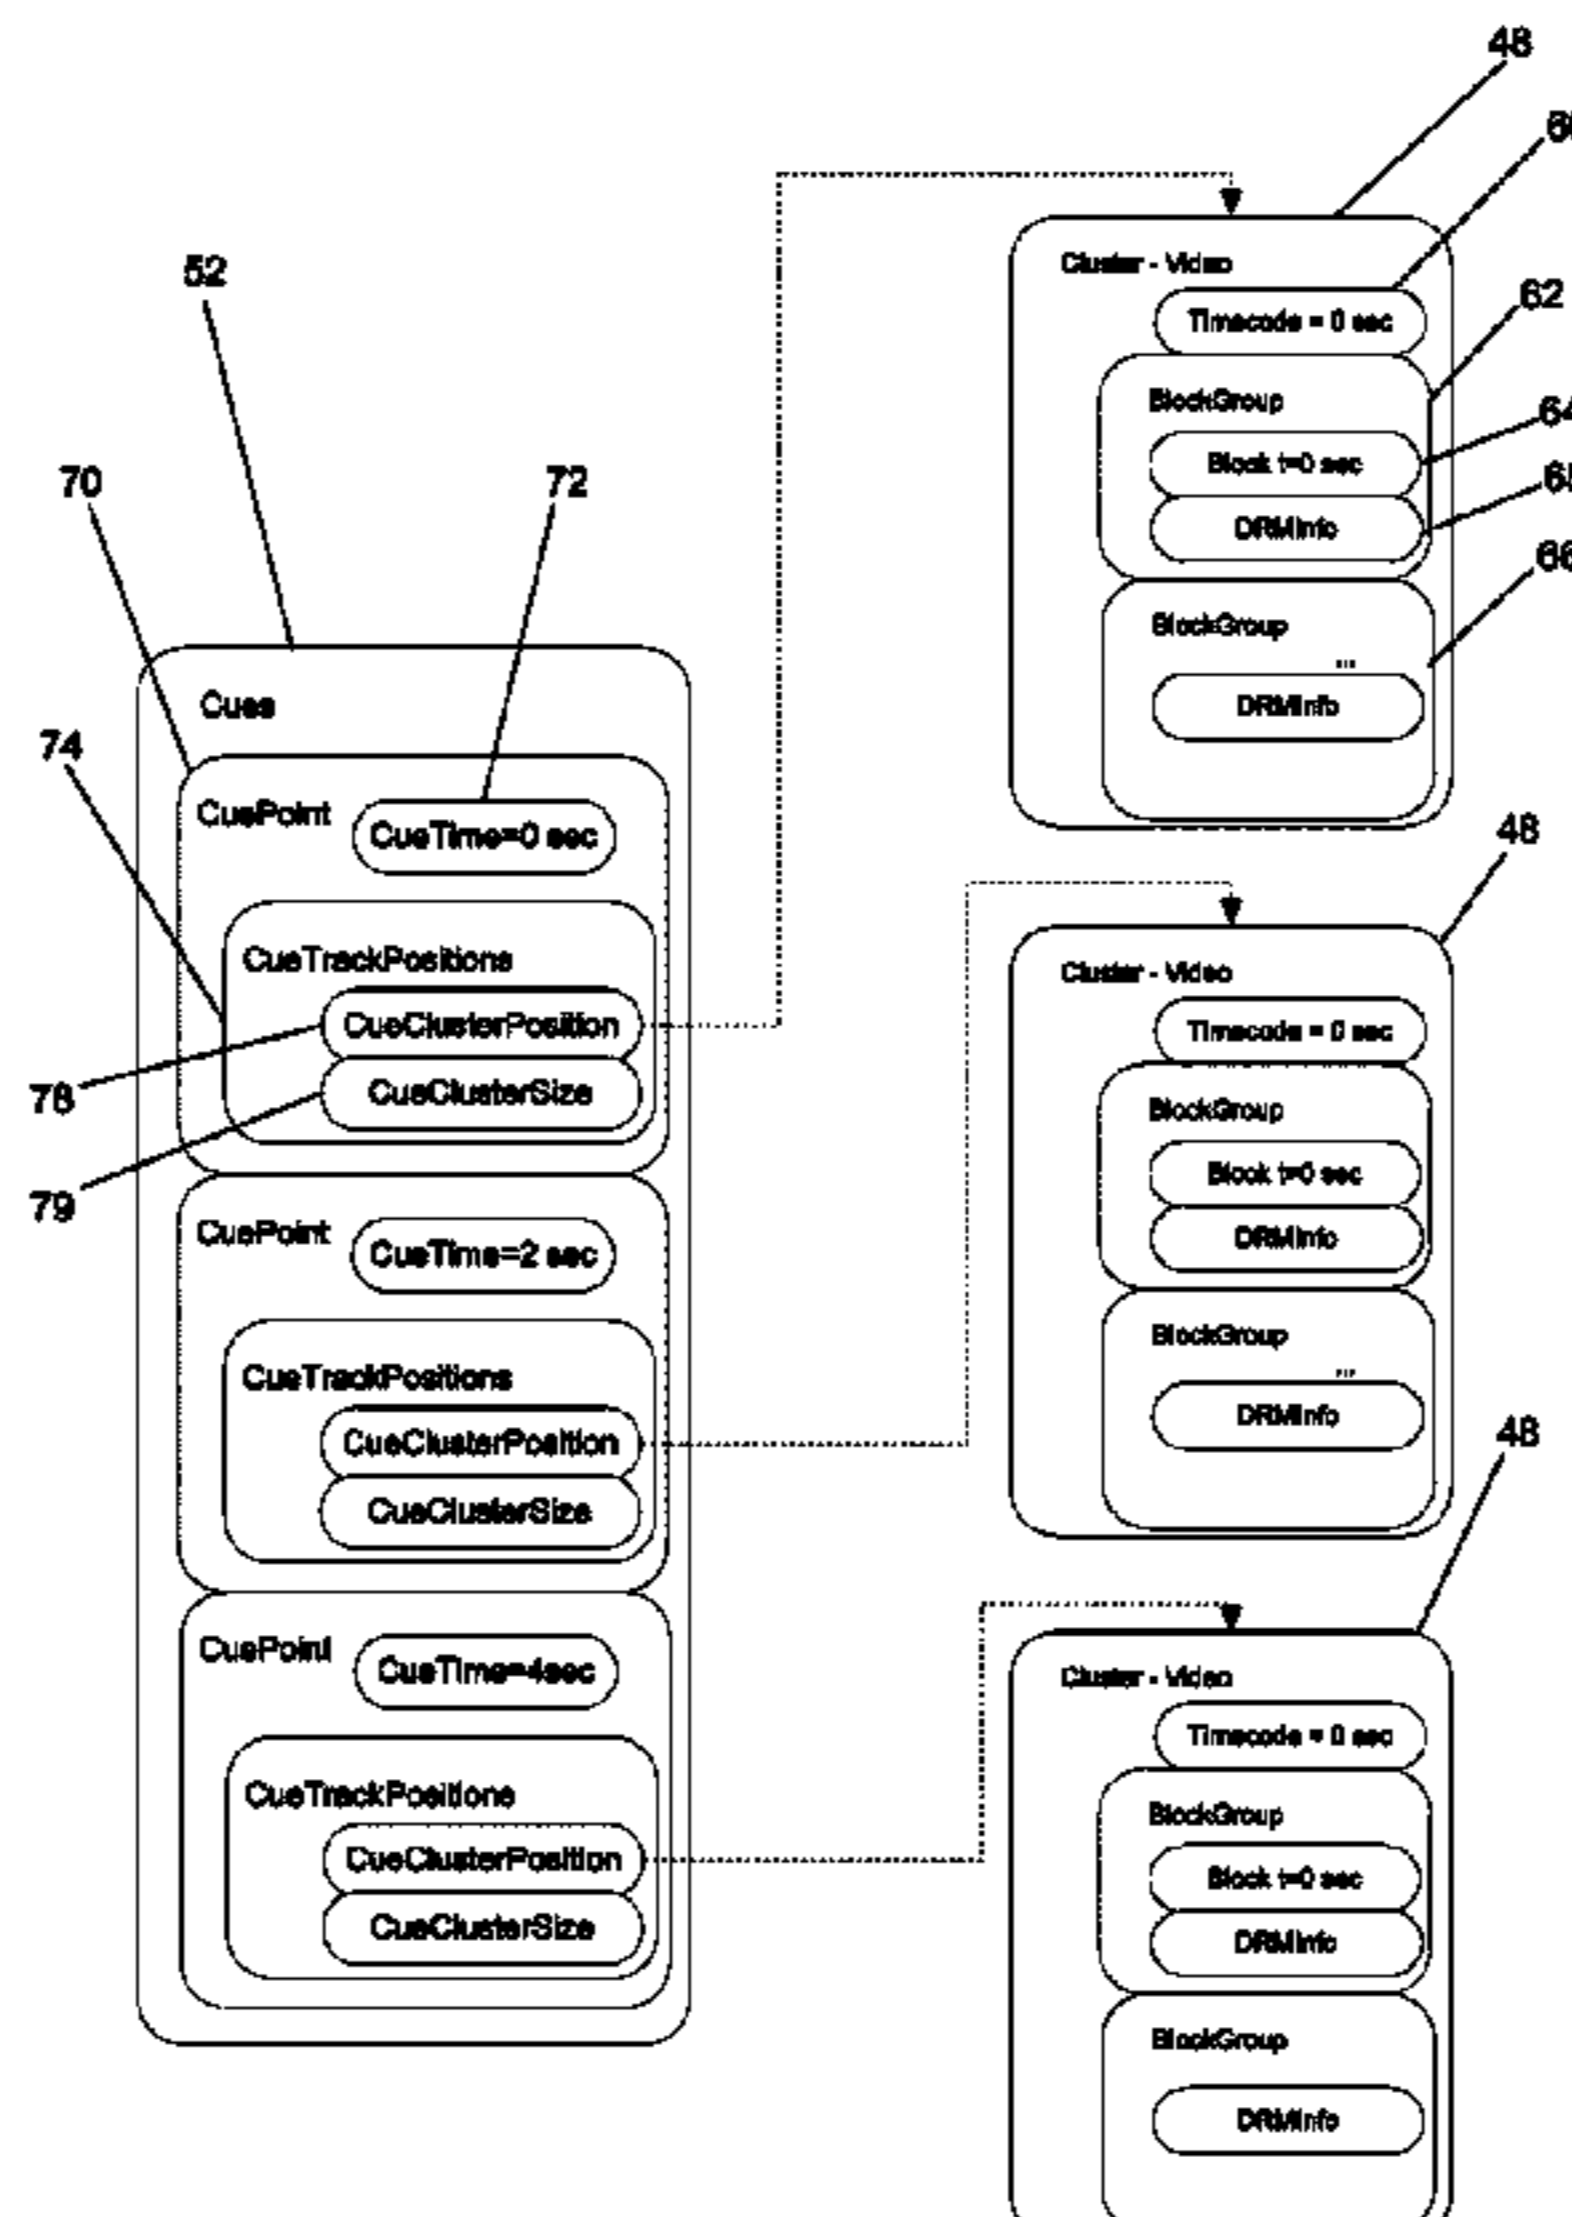 52
70
72
74
78
79
Cues
CuePoint
CueTime=0 sec
CueTrackPositions
CueClusterPosition
CueClusterSize
CuePoint
CueTime=2 sec
CueTrackPositions
CueClusterPosition
CueClusterSize
CuePoint
CueTime=4sec
CueTrackPositions
CueClusterPosition
CueClusterSize
48
62
64
65
66
Cluster - Video
Timecode = 0 sec
BlockGroup
Block t=0 sec
DRMInfo
BlockGroup
...
DRMInfo
48
Cluster - Video
Timecode = 0 sec
BlockGroup
Block t=0 sec
DRMInfo
BlockGroup
...
DRMInfo
48
Cluster - Video
Timecode = 0 sec
BlockGroup
Block t=0 sec
DRMInfo
BlockGroup
DRMInfo